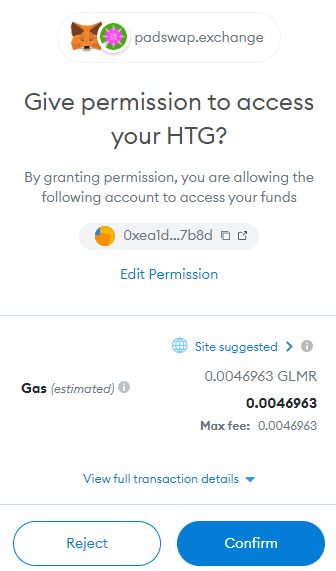 padswap.exchange
Give permission to access
your HTG?
By granting permission, you are allowing the
following account to access your funds
0xea1d...7b8d
Edit Permission
Site suggested
0.0046963 GLMR
Gas (estimated)
0.0046963
Max fee: 0.0046963
View full transaction details
Reject
Confirm